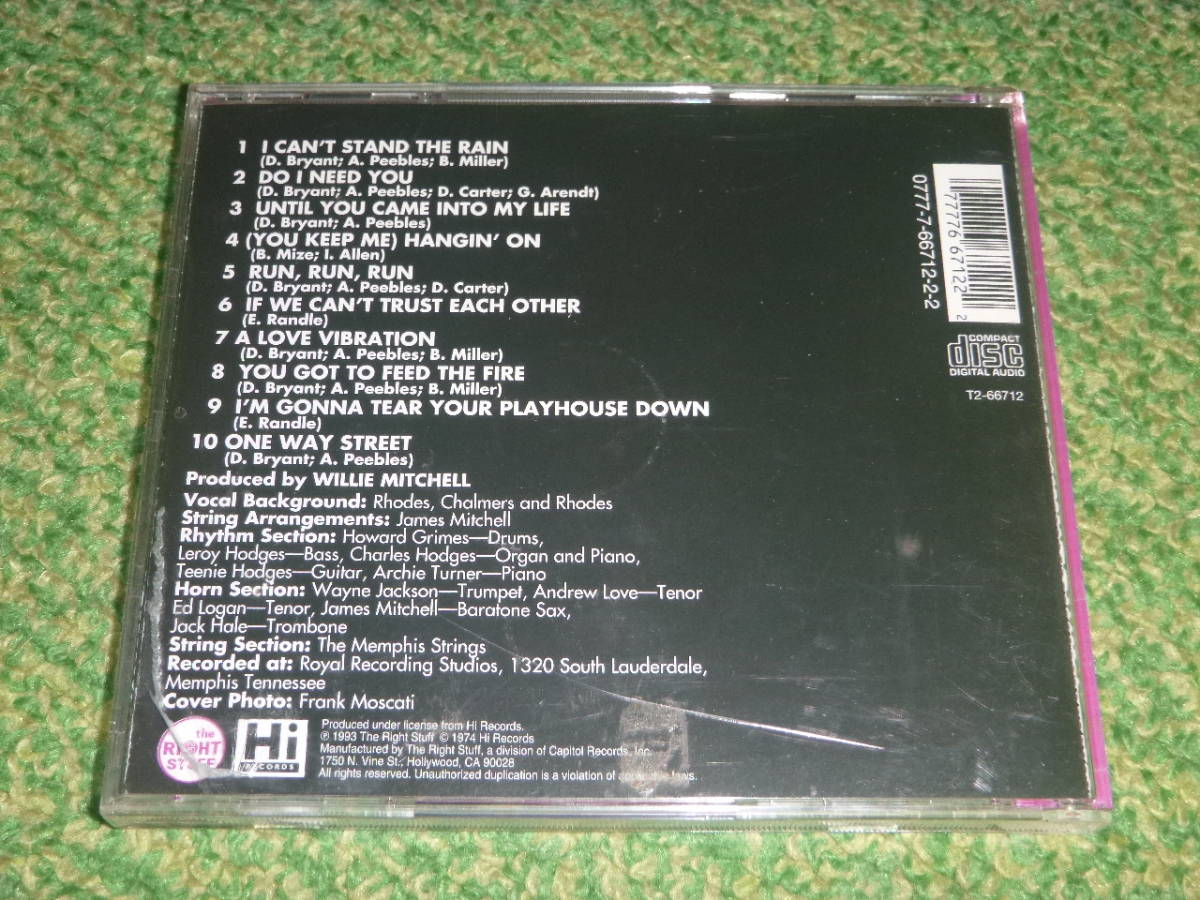 1 I CAN'T STAND THE RAIN
(D. Bryant; A. Peebles; B. Miller)
2 DO I NEED YOU
(D. Bryant; A. Peebles; D. Carter; G. Arendt)
3 UNTIL YOU CAME INTO MY LIFE
(D. Bryant; A. Peebles)
4 (YOU KEEP ME) HANGIN' ON
(B. Mize; I. Allen)
5 RUN, RUN, RUN
(D. Bryant; A. Peebles; D. Carter)
6 IF WE CAN'T TRUST EACH OTHER
(E. Randle)
7 A LOVE VIBRATION
(D. Bryant; A. Peebles; B. Miller)
8 YOU GOT TO FEED THE FIRE
(D. Bryant; A. Peebles; B. Miller)
9 I'M GONNA TEAR YOUR PLAYHOUSE DOWN
(E. Randle)
10 ONE WAY STREET
(D. Bryant; A. Peebles)
Produced by WILLIE MITCHELL
Vocal Background: Rhodes, Chalmers and Rhodes
String Arrangements: James Mitchell
Rhythm Section: Howard Grimes—Drums,
Leroy Hodges—Bass, Charles Hodges—Organ and Piano,
Teenie Hodges—Guitar, Archie Turner—Piano
Horn Section: Wayne Jackson—Trumpet, Andrew Love—Tenor
Ed Logan—Tenor, James Mitchell—Baratone Sax,
Jack Hale—Trombone
String Section: The Memphis Strings
Recorded at: Royal Recording Studios, 1320 South Lauderdale,
Memphis Tennessee
Cover Photo: Frank Moscati
the
RIGHT
STUFF
Hi
RECORDS
Produced under license from Hi Records.
℗ 1993 The Right Stuff © 1974 Hi Records
Manufactured by The Right Stuff, a division of Capitol Records, Inc.
1750 N. Vine St., Hollywood, CA 90028
All rights reserved. Unauthorized duplication is a violation of applicable laws.
0777-7-66712-2-2
77776 67122 2
COMPACT
disc
DIGITAL AUDIO
T2-66712